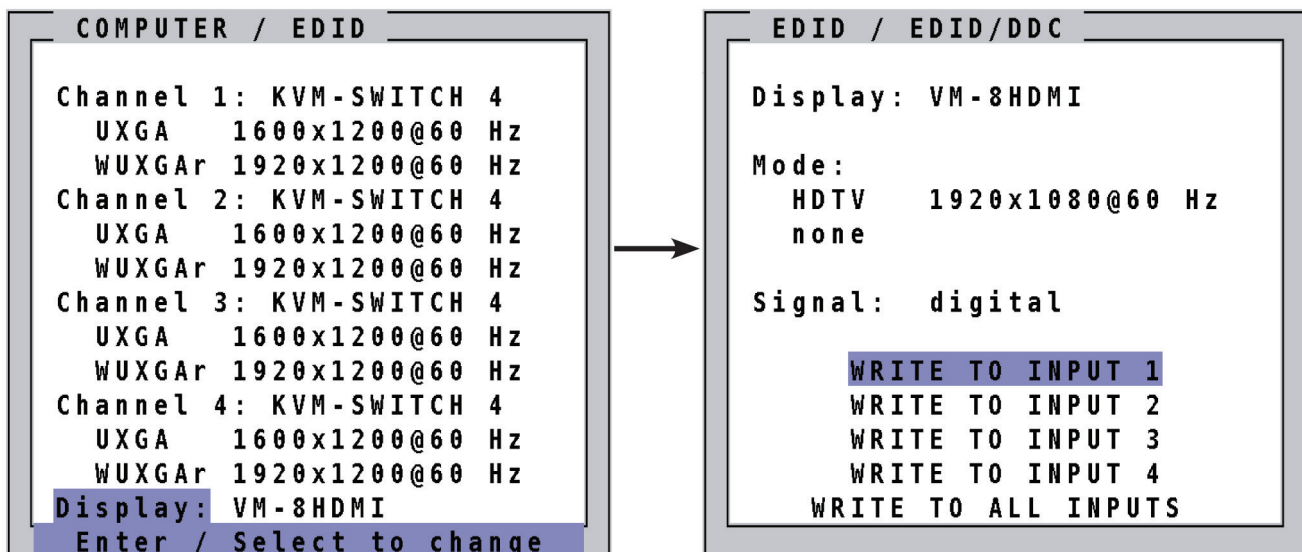 COMPUTER / EDID
Channel 1: KVM-SWITCH 4
UXGA 1600x1200@60 Hz
WUXGAr 1920x1200@60 Hz
Channel 2: KVM-SWITCH 4
UXGA 1600x1200@60 Hz
WUXGAr 1920x1200@60 Hz
Channel 3: KVM-SWITCH 4
UXGA 1600x1200@60 Hz
WUXGAr 1920x1200@60 Hz
Channel 4: KVM-SWITCH 4
UXGA 1600x1200@60 Hz
WUXGAr 1920x1200@60 Hz
Display: VM-8HDMI
Enter / Select to change
EDID / EDID/DDC
Display: VM-8HDMI
Mode:
HDTV 1920x1080@60 Hz
none
Signal: digital
WRITE TO INPUT 1
WRITE TO INPUT 2
WRITE TO INPUT 3
WRITE TO INPUT 4
WRITE TO ALL INPUTS